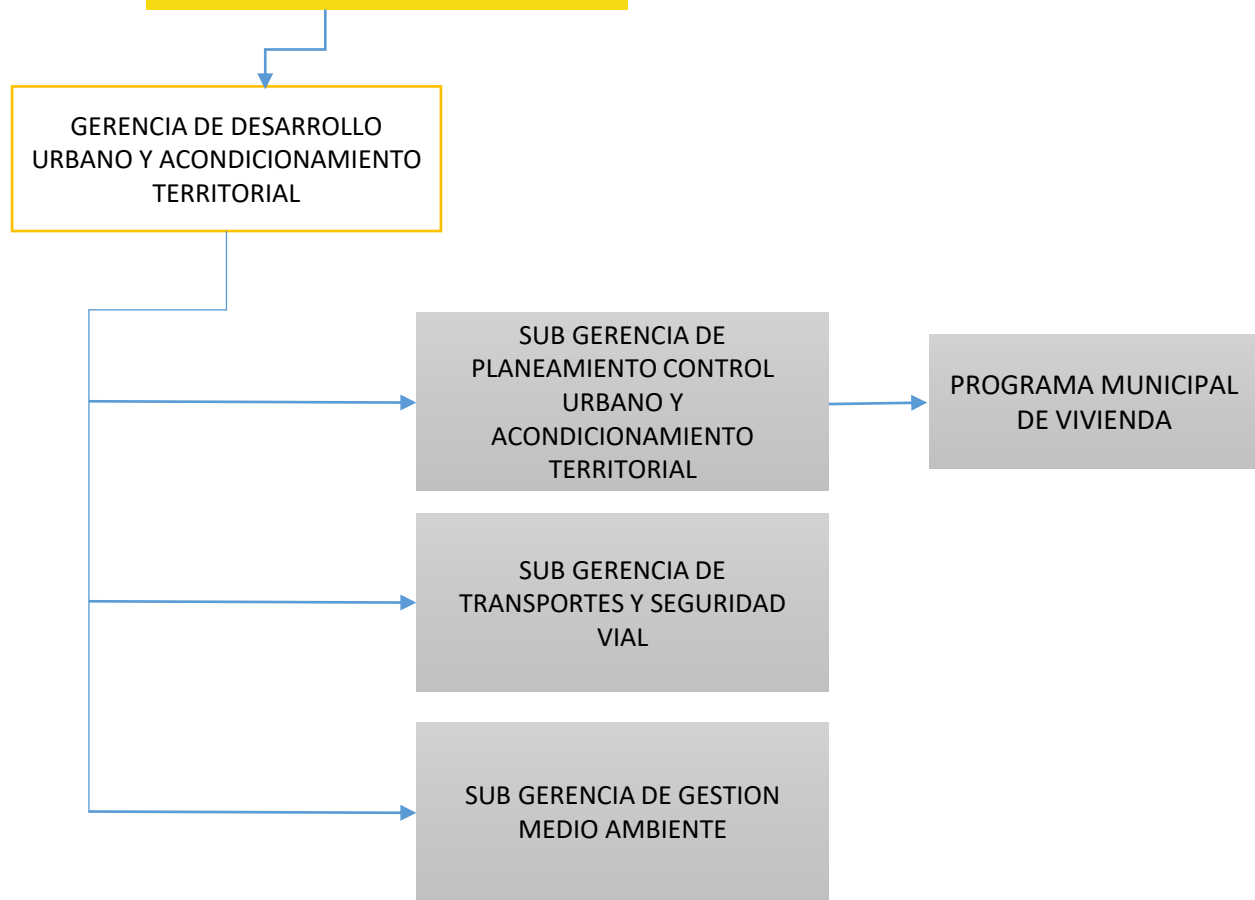 GERENCIA DE DESARROLLO
URBANO Y ACONDICIONAMIENTO
TERRITORIAL
SUB GERENCIA DE
PLANEAMIENTO CONTROL
URBANO Y
ACONDICIONAMIENTO
TERRITORIAL
PROGRAMA MUNICIPAL
DE VIVIENDA
SUB GERENCIA DE
TRANSPORTES Y SEGURIDAD
VIAL
SUB GERENCIA DE GESTION
MEDIO AMBIENTE